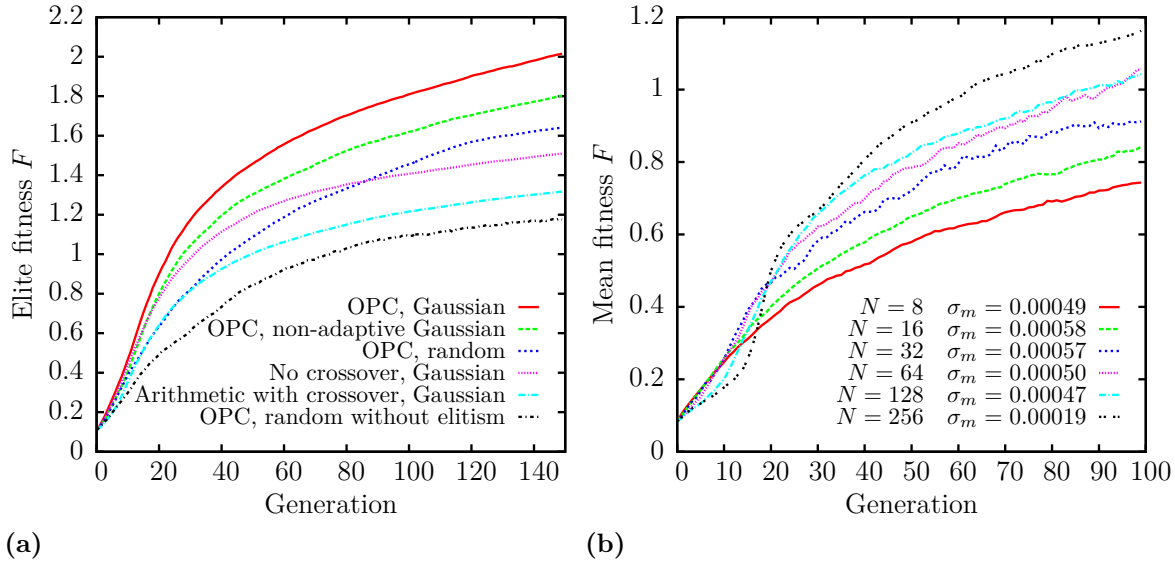 2.2
2
1.8
1.6
1.4
1.2
1
0.8
0.6
0.4
0.2
0
Elite fitness F
OPC, Gaussian
OPC, non-adaptive Gaussian
OPC, random
No crossover, Gaussian
Arithmetic with crossover, Gaussian
OPC, random without elitism
0 20 40 60 80 100 120 140
Generation
(a)
1.2
1
0.8
0.6
0.4
0.2
0
Mean fitness F
N = 8 σm = 0.00049
N = 16 σm = 0.00058
N = 32 σm = 0.00057
N = 64 σm = 0.00050
N = 128 σm = 0.00047
N = 256 σm = 0.00019
0 10 20 30 40 50 60 70 80 90 100
Generation
(b)